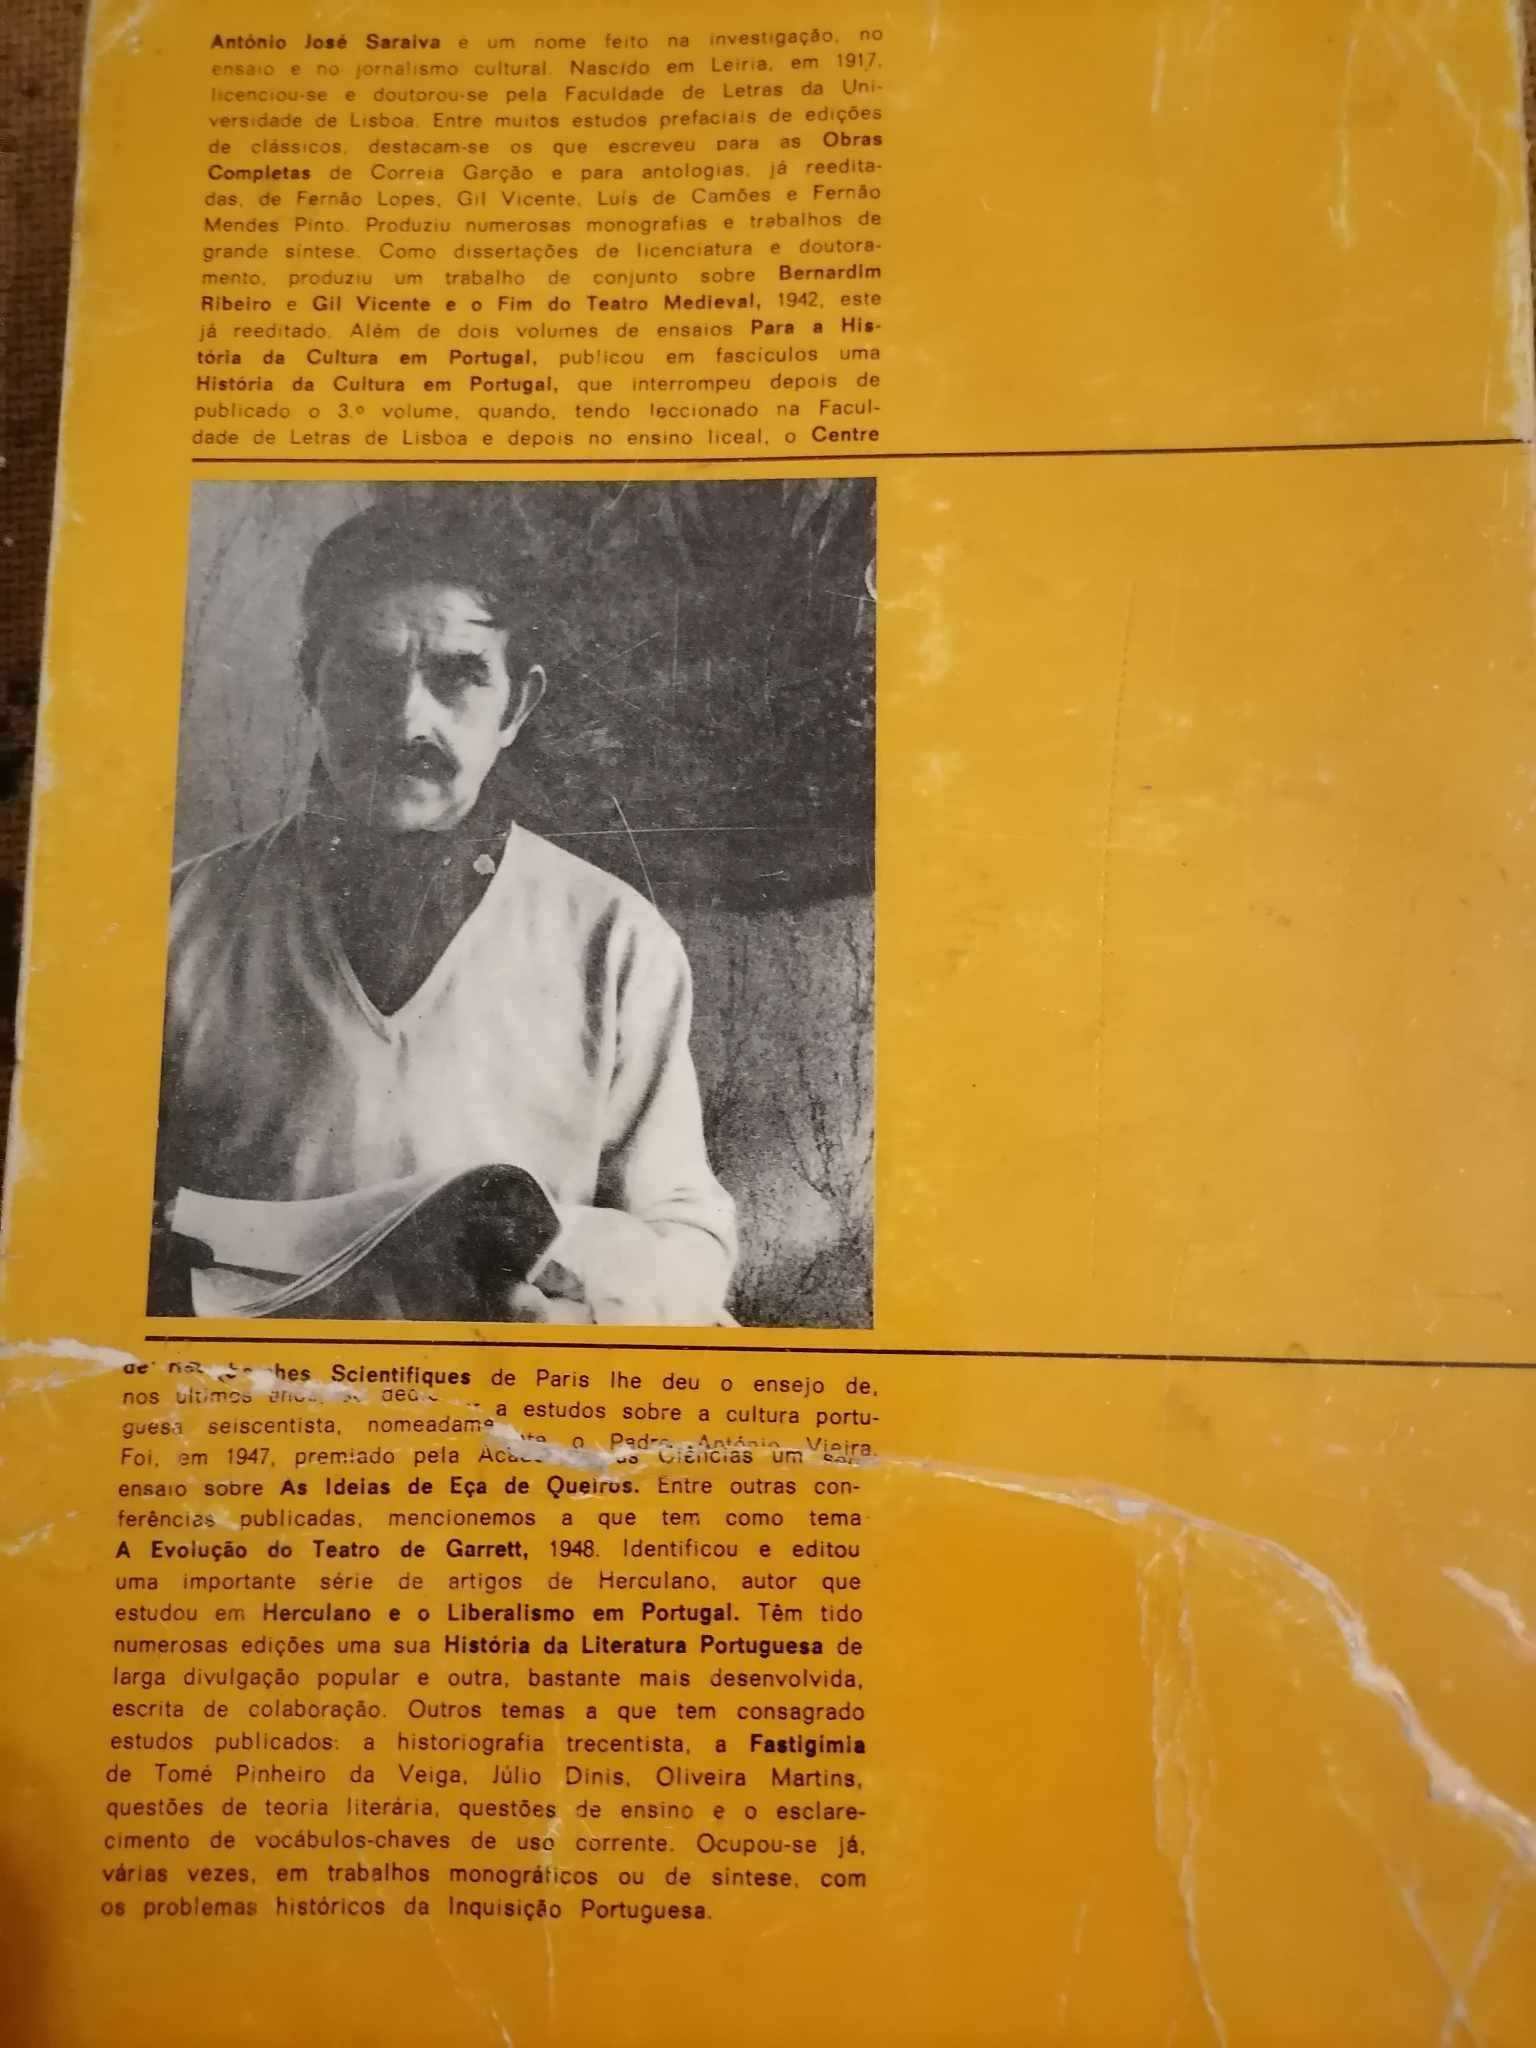 António José Saraiva é um nome feito na investigação, no
ensaio e no jornalismo cultural. Nascido em Leiria, em 1917,
licenciou-se e doutorou-se pela Faculdade de Letras da Uni-
versidade de Lisboa. Entre muitos estudos prefaciais de edições
de clássicos, destacam-se os que escreveu para as Obras
Completas de Correia Garção e para antologias, já reedita-
das, de Fernão Lopes, Gil Vicente, Luís de Camões e Fernão
Mendes Pinto. Produziu numerosas monografias e trabalhos de
grande síntese. Como dissertações de licenciatura e doutora-
mento, produziu um trabalho de conjunto sobre Bernardim
Ribeiro e Gil Vicente e o Fim do Teatro Medieval, 1942, este
já reeditado. Além de dois volumes de ensaios Para a His-
tória da Cultura em Portugal, publicou em fascículos uma
História da Cultura em Portugal, que interrompeu depois de
publicado o 3.º volume, quando, tendo leccionado na Facul-
dade de Letras de Lisboa e depois no ensino liceal, o Centre
de Scientifiques de Paris lhe deu o ensejo de,
nos últimos a estudos sobre a cultura portu-
guesa seiscentista, o Padre António Vieira.
Foi, em 1947, premiado pela Ciências um
ensaio sobre As Ideias de Eça de Queirós. Entre outras con-
ferências publicadas, mencionemos a que tem como tema
A Evolução do Teatro de Garrett, 1948. Identificou e editou
uma importante série de artigos de Herculano, autor que
estudou em Herculano e o Liberalismo em Portugal. Têm tido
numerosas edições uma sua História da Literatura Portuguesa de
larga divulgação popular e outra, bastante mais desenvolvida,
escrita de colaboração. Outros temas a que tem consagrado
estudos publicados: a historiografia trecentista, a Fastigimia
de Tomé Pinheiro da Veiga, Júlio Dinis, Oliveira Martins,
questões de teoria literária, questões de ensino e o esclare-
cimento de vocábulos-chaves de uso corrente. Ocupou-se já,
várias vezes, em trabalhos monográficos ou de síntese, com
os problemas históricos da Inquisição Portuguesa.